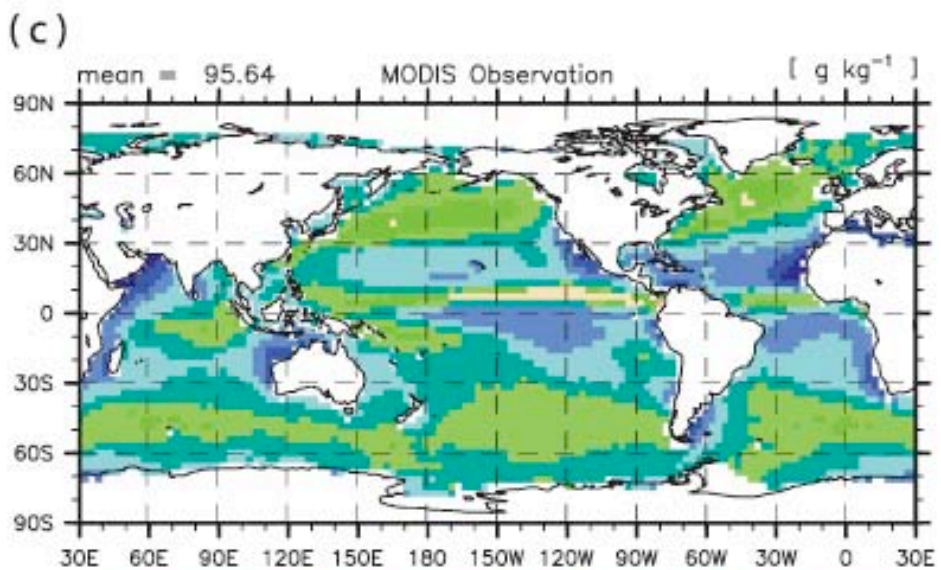 (c)
mean = 95.64 MODIS Observation [ g kg⁻¹ ]
90N
60N
30N
0
30S
60S
90S
30E 60E 90E 120E 150E 180 150W 120W 90W 60W 30W 0 30E